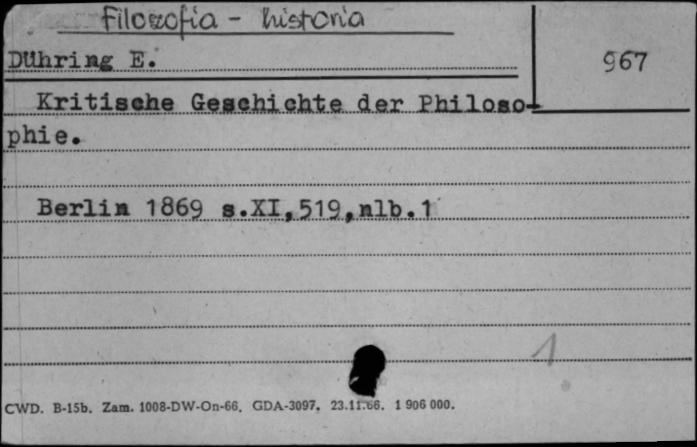 Filozofia - historia
Dühring E.
967
Kritische Geschichte der Philoso-
phie.
Berlin 1869 s.XI,519,nlb.1
1
CWD. B-15b. Zam. 1008-DW-On-66. GDA-3097. 23.11.66. 1 906 000.